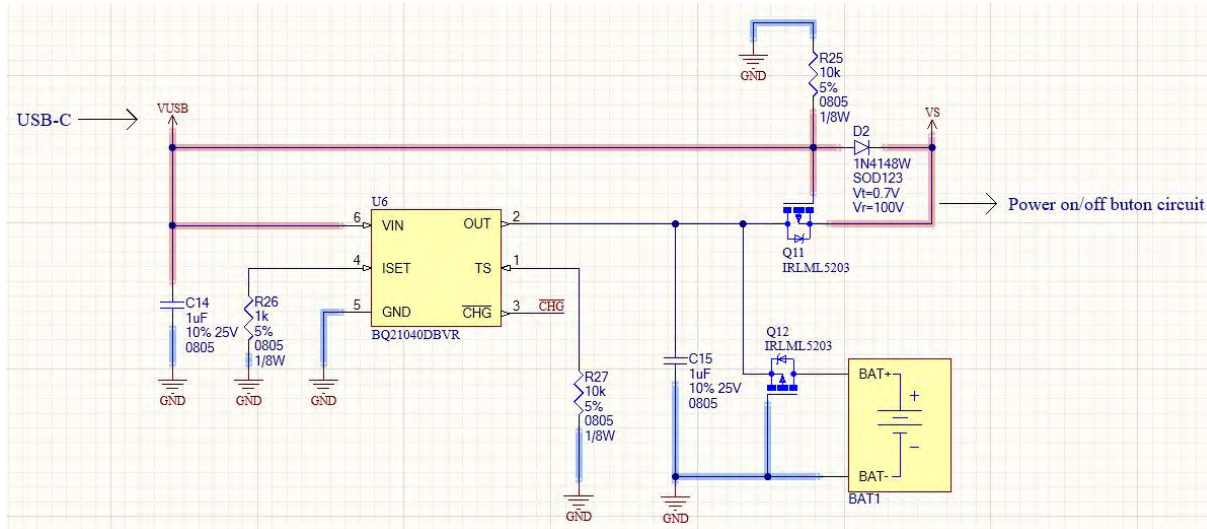 GND
R25
10k
5%
0805
1/8W
USB-C
VUSB
VS
D2
1N4148W
SOD123
Vt=0.7V
Vr=100V
Power on/off buton circuit
U6
6
VIN
OUT
2
4
ISET
TS
1
5
GND
CHG
3
CHG
BQ21040DBVR
Q11
IRLML5203
C14
1uF
10% 25V
0805
GND
R26
1k
5%
0805
1/8W
GND
GND
R27
10k
5%
0805
1/8W
GND
C15
1uF
10% 25V
0805
GND
Q12
IRLML5203
BAT+
+
−
BAT-
BAT1